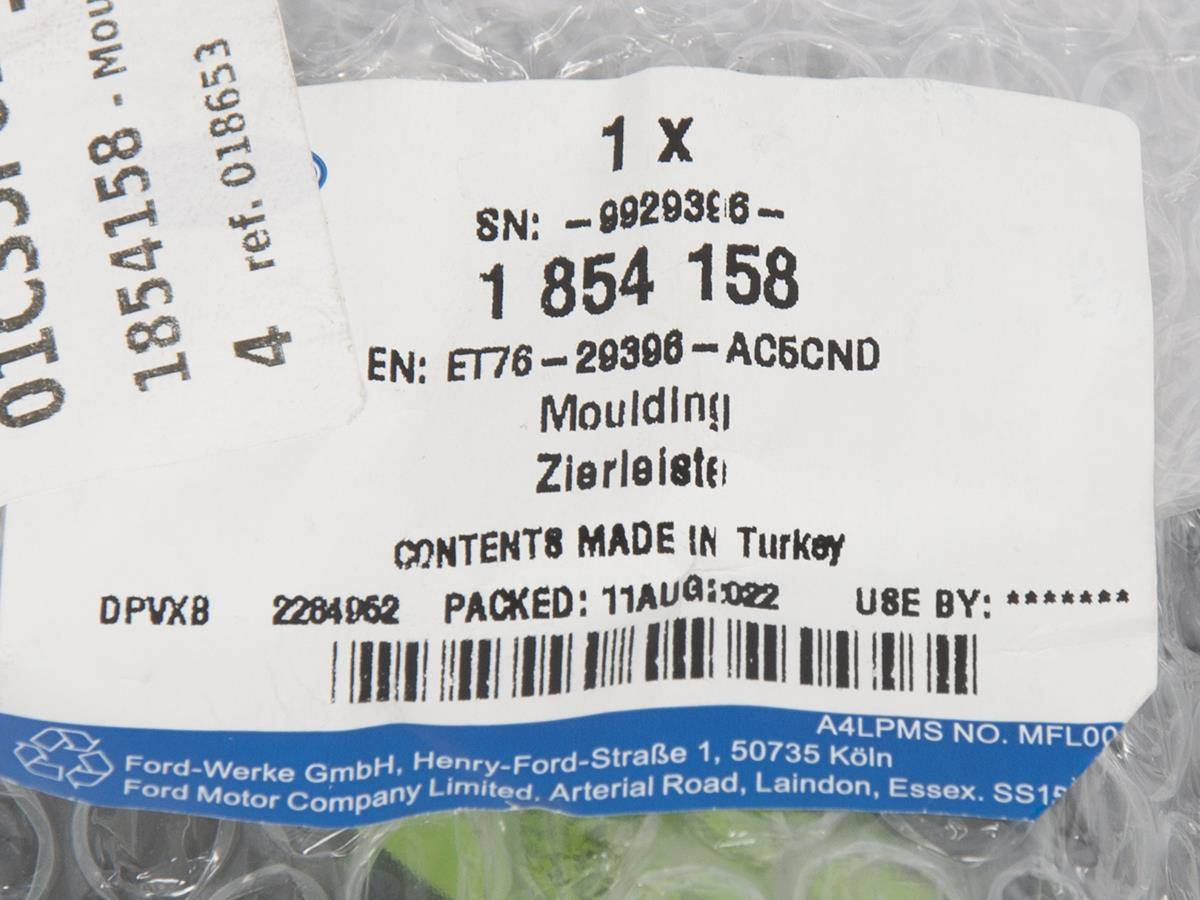 1854158 - Mou
4 ref. 018653
1 X
SN: -9929396-
1 854 158
EN: ET76-29396-AC5CND
Moulding
Zierleiste
CONTENTS MADE IN Turkey
DPVXB 2264952 PACKED: 11AUG2022 USE BY: *******
A4LPMS NO. MFL00
Ford-Werke GmbH, Henry-Ford-Straße 1, 50735 Köln
Ford Motor Company Limited. Arterial Road, Laindon, Essex. SS15